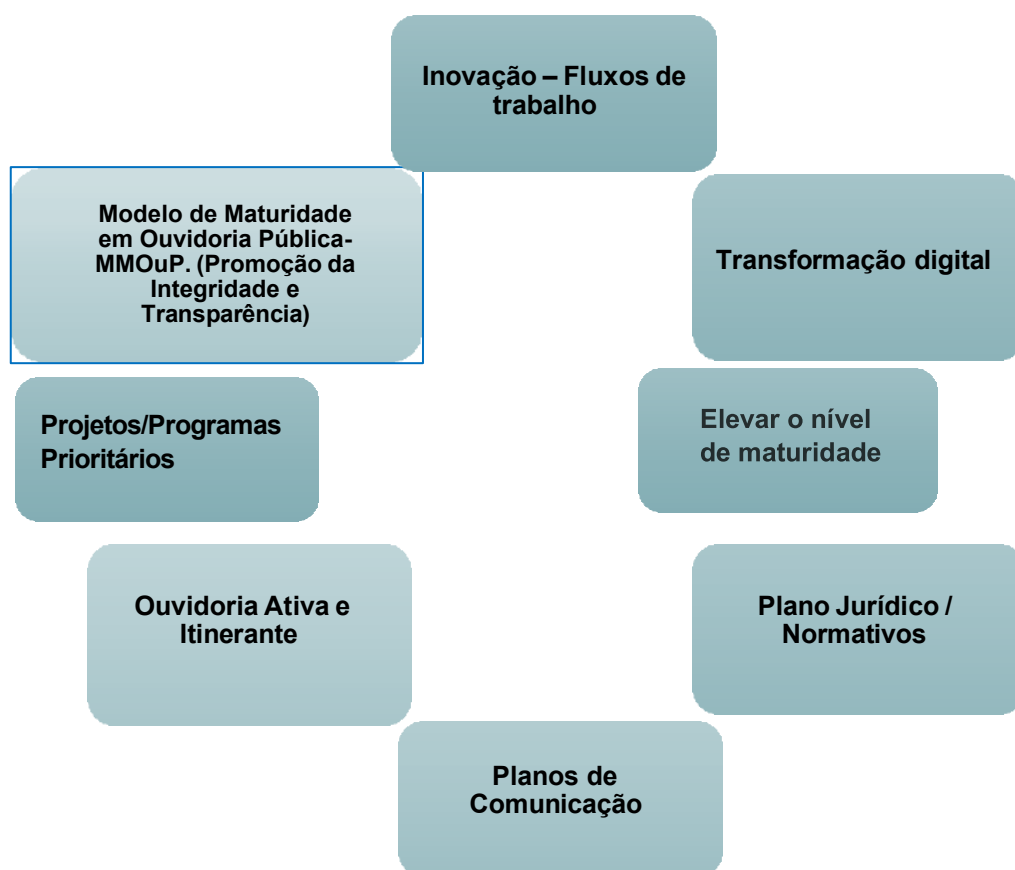 Inovação – Fluxos de
trabalho
Modelo de Maturidade
em Ouvidoria Pública-
MMOuP. (Promoção da
Integridade e
Transparência)
Transformação digital
Projetos/Programas
Prioritários
Elevar o nível
de maturidade
Ouvidoria Ativa e
Itinerante
Plano Jurídico /
Normativos
Planos de
Comunicação